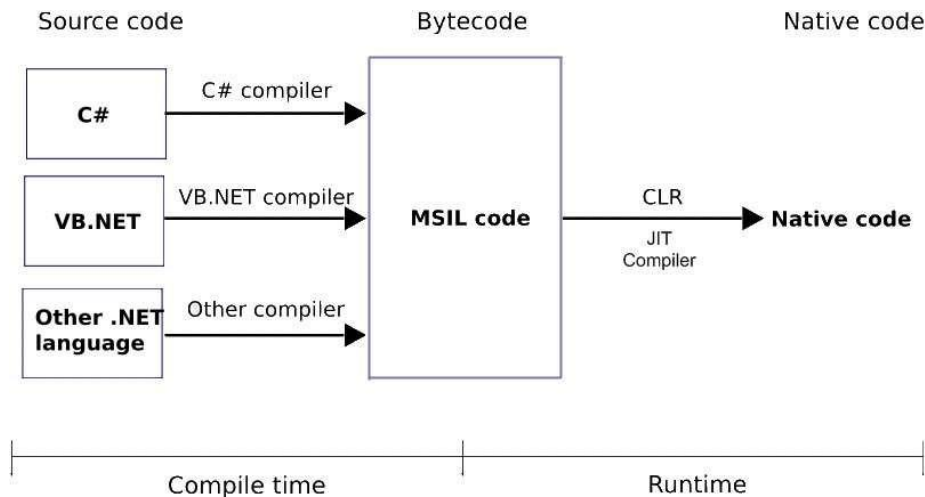 Source code
Bytecode
Native code
C#
C# compiler
VB.NET
VB.NET compiler
MSIL code
CLR
JIT
Compiler
Native code
Other .NET
language
Other compiler
Compile time
Runtime